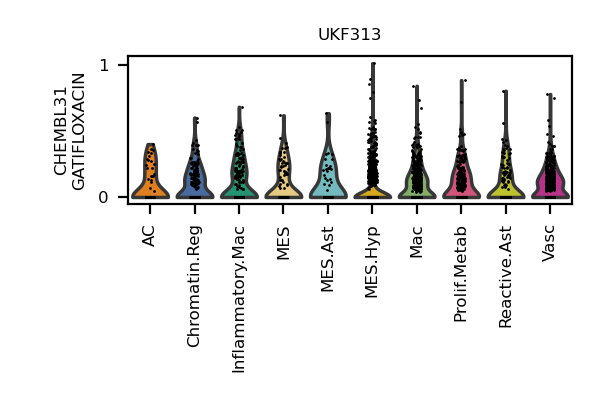 UKF313
CHEMBL31
GATIFLOXACIN
1
0
AC
Chromatin.Reg
Inflammatory.Mac
MES
MES.Ast
MES.Hyp
Mac
Prolif.Metab
Reactive.Ast
Vasc